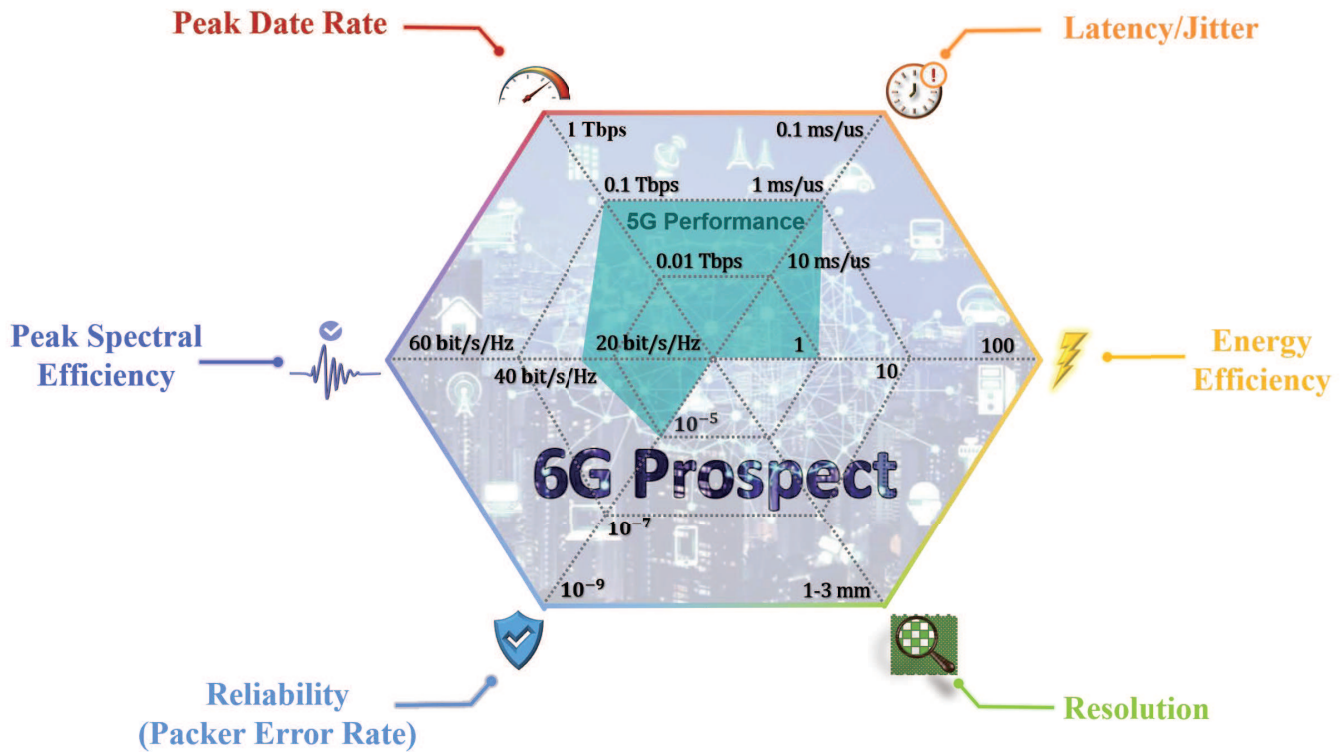 Peak Date Rate
Latency/Jitter
1 Tbps
0.1 ms/us
0.1 Tbps
1 ms/us
5G Performance
0.01 Tbps
10 ms/us
Peak Spectral
Efficiency
60 bit/s/Hz
40 bit/s/Hz
20 bit/s/Hz
1
10
100
Energy
Efficiency
10⁻⁵
6G Prospect
10⁻⁷
10⁻⁹
1-3 mm
Reliability
(Packer Error Rate)
Resolution